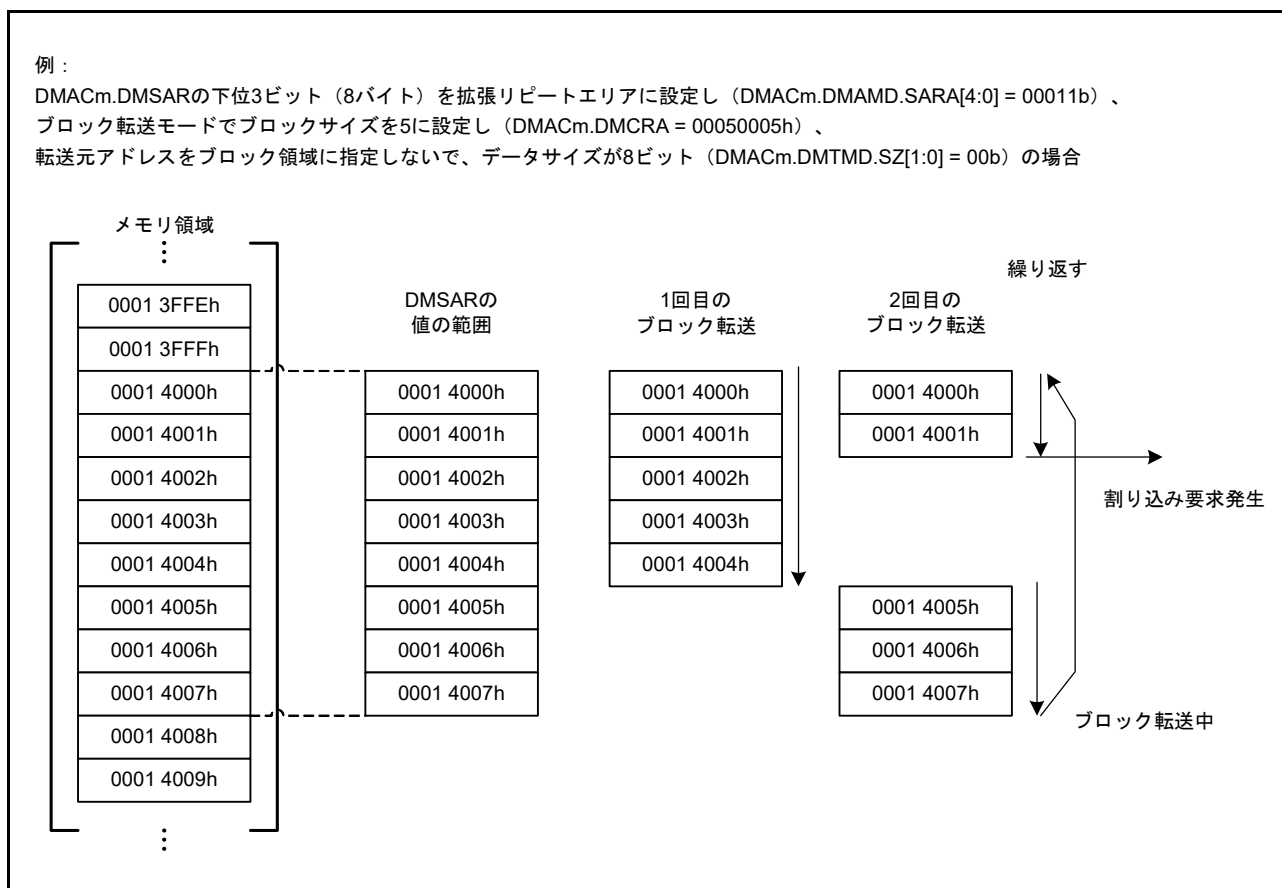 例：
DMACm.DMSARの下位3ビット（8バイト）を拡張リピートエリアに設定し（DMACm.DMAMD.SARA[4:0] = 00011b）、
ブロック転送モードでブロックサイズを5に設定し（DMACm.DMCRA = 00050005h）、
転送元アドレスをブロック領域に指定しないで、データサイズが8ビット（DMACm.DMTMD.SZ[1:0] = 00b）の場合
メモリ領域
⋮
0001 3FFEh
0001 3FFFh
0001 4000h
0001 4001h
0001 4002h
0001 4003h
0001 4004h
0001 4005h
0001 4006h
0001 4007h
0001 4008h
0001 4009h
⋮
DMSARの
値の範囲
0001 4000h
0001 4001h
0001 4002h
0001 4003h
0001 4004h
0001 4005h
0001 4006h
0001 4007h
1回目の
ブロック転送
0001 4000h
0001 4001h
0001 4002h
0001 4003h
0001 4004h
2回目の
ブロック転送
0001 4000h
0001 4001h
0001 4005h
0001 4006h
0001 4007h
繰り返す
割り込み要求発生
ブロック転送中